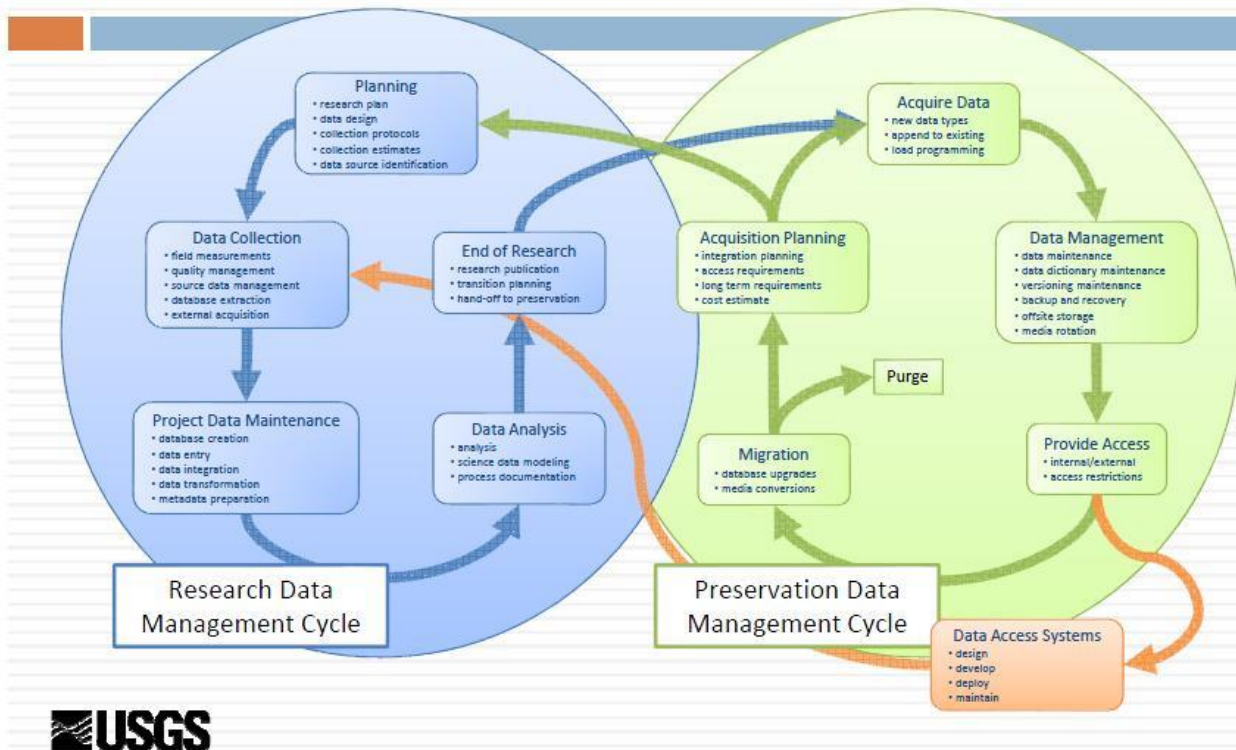 Planning
• research plan
• data design
• collection protocols
• collection estimates
• data source identification
Data Collection
• field measurements
• quality management
• source data management
• database extraction
• external acquisition
Project Data Maintenance
• database creation
• data entry
• data integration
• data transformation
• metadata preparation
Data Analysis
• analysis
• science data modeling
• process documentation
End of Research
• research publication
• transition planning
• hand-off to preservation
Research Data
Management Cycle
Acquire Data
• new data types
• append to existing
• load programming
Data Management
• data maintenance
• data dictionary maintenance
• versioning maintenance
• backup and recovery
• offsite storage
• media rotation
Provide Access
• internal/external
• access restrictions
Migration
• database upgrades
• media conversions
Purge
Acquisition Planning
• integration planning
• access requirements
• long term requirements
• cost estimate
Preservation Data
Management Cycle
Data Access Systems
• design
• develop
• deploy
• maintain
USGS